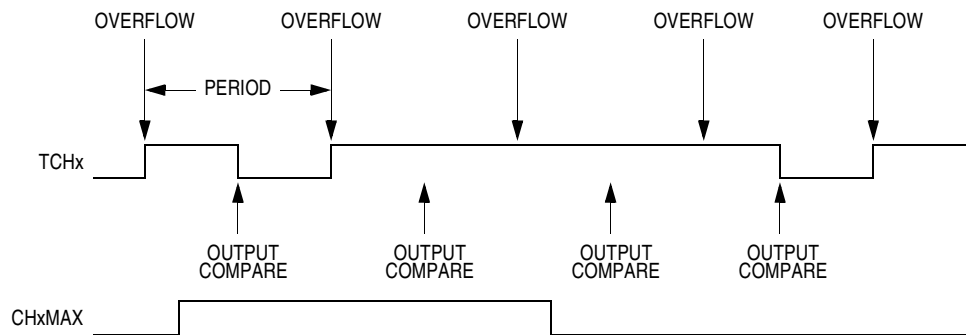 OVERFLOW OVERFLOW OVERFLOW OVERFLOW OVERFLOW
PERIOD
TCHx
OUTPUT COMPARE
OUTPUT COMPARE
OUTPUT COMPARE
OUTPUT COMPARE
CHxMAX